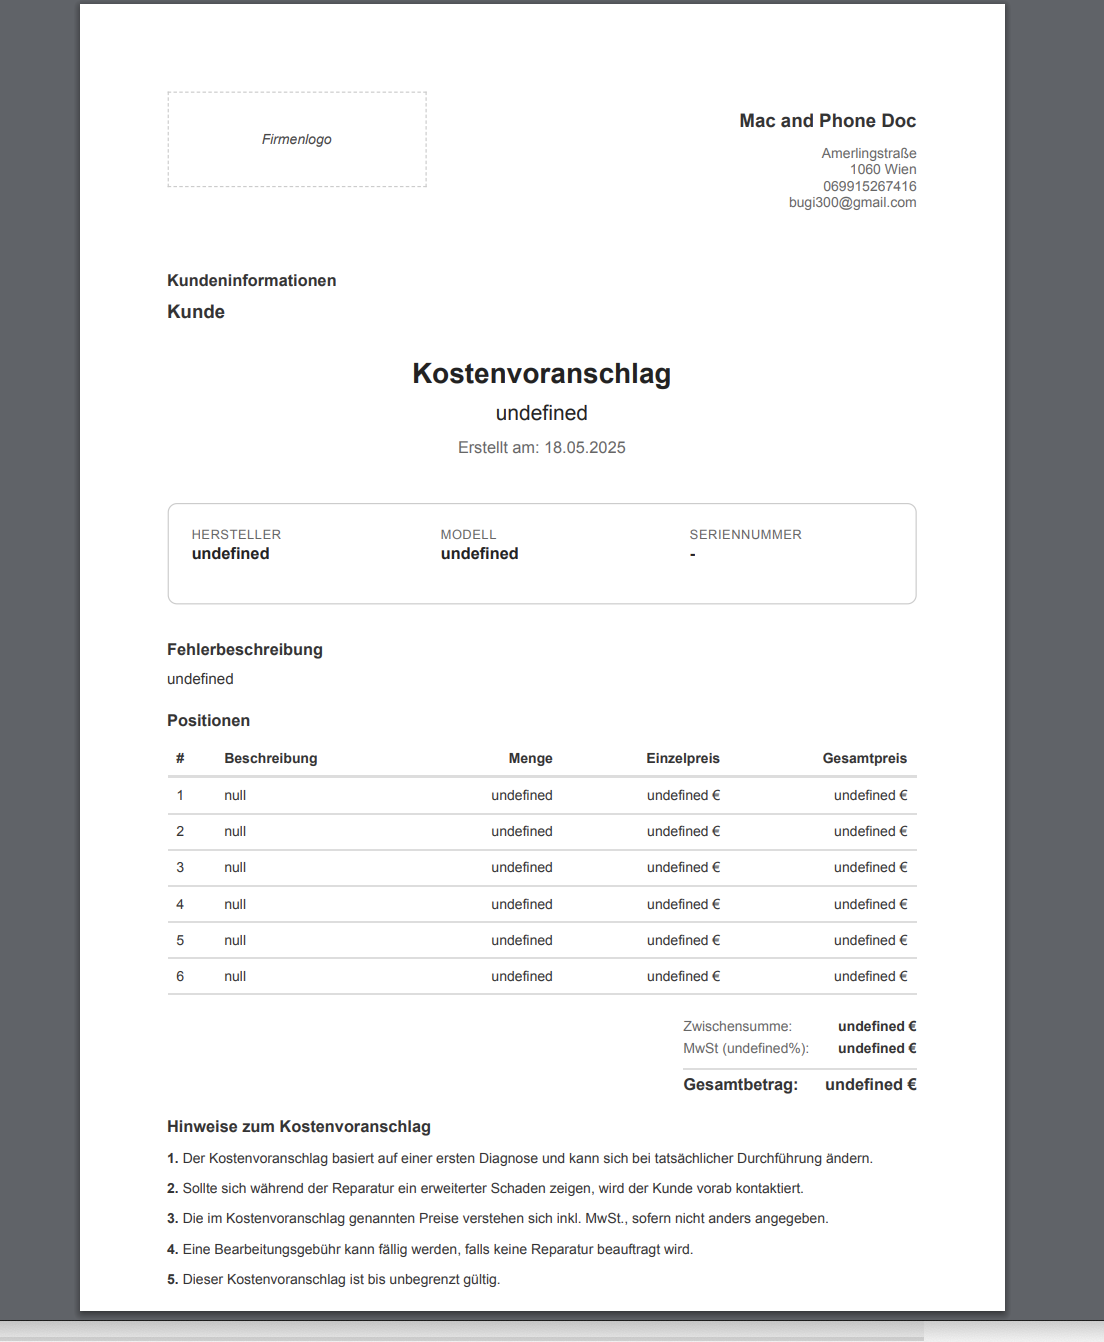 Firmenlogo
Mac and Phone Doc
Amerlingstraße
1060 Wien
069915267416
bugi300@gmail.com
Kundeninformationen
Kunde
Kostenvoranschlag
undefined
Erstellt am: 18.05.2025
HERSTELLER MODELL SERIENNUMMER
undefined undefined -
Fehlerbeschreibung
undefined
Positionen
# Beschreibung Menge Einzelpreis Gesamtpreis
1 null undefined undefined € undefined €
2 null undefined undefined € undefined €
3 null undefined undefined € undefined €
4 null undefined undefined € undefined €
5 null undefined undefined € undefined €
6 null undefined undefined € undefined €
Zwischensumme: undefined €
MwSt (undefined%): undefined €
Gesamtbetrag: undefined €
Hinweise zum Kostenvoranschlag
1. Der Kostenvoranschlag basiert auf einer ersten Diagnose und kann sich bei tatsächlicher Durchführung ändern.
2. Sollte sich während der Reparatur ein erweiterter Schaden zeigen, wird der Kunde vorab kontaktiert.
3. Die im Kostenvoranschlag genannten Preise verstehen sich inkl. MwSt., sofern nicht anders angegeben.
4. Eine Bearbeitungsgebühr kann fällig werden, falls keine Reparatur beauftragt wird.
5. Dieser Kostenvoranschlag ist bis unbegrenzt gültig.